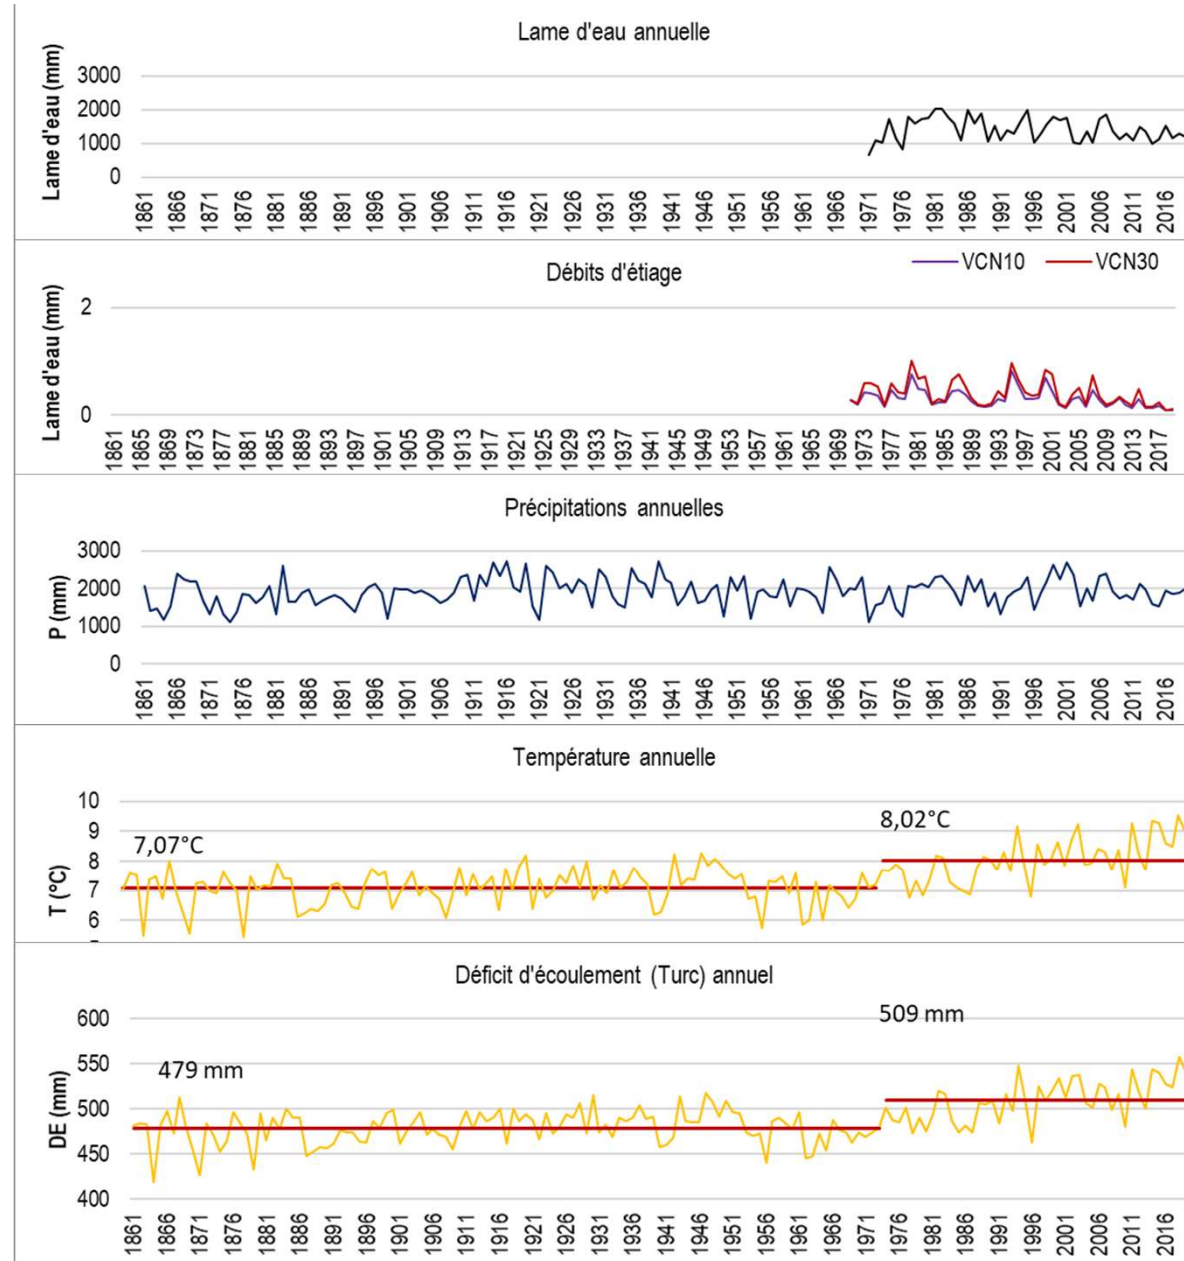 Lame d'eau annuelle
Lame d'eau (mm)
3000
2000
1000
0
1861 1866 1871 1876 1881 1886 1891 1896 1901 1906 1911 1916 1921 1926 1931 1936 1941 1946 1951 1956 1961 1966 1971 1976 1981 1986 1991 1996 2001 2006 2011 2016
Débits d'étiage
VCN10 VCN30
Lame d'eau (mm)
2
0
1861 1865 1869 1873 1877 1881 1885 1889 1893 1897 1901 1905 1909 1913 1917 1921 1925 1929 1933 1937 1941 1945 1949 1953 1957 1961 1965 1969 1973 1977 1981 1985 1989 1993 1997 2001 2005 2009 2013 2017
Précipitations annuelles
P (mm)
3000
2000
1000
0
1861 1866 1871 1876 1881 1886 1891 1896 1901 1906 1911 1916 1921 1926 1931 1936 1941 1946 1951 1956 1961 1966 1971 1976 1981 1986 1991 1996 2001 2006 2011 2016
Température annuelle
T (°C)
10
9
8
7
6
7,07°C
8,02°C
Déficit d'écoulement (Turc) annuel
DE (mm)
600
550
500
450
400
479 mm
509 mm
1861 1866 1871 1876 1881 1886 1891 1896 1901 1906 1911 1916 1921 1926 1931 1936 1941 1946 1951 1956 1961 1966 1971 1976 1981 1986 1991 1996 2001 2006 2011 2016